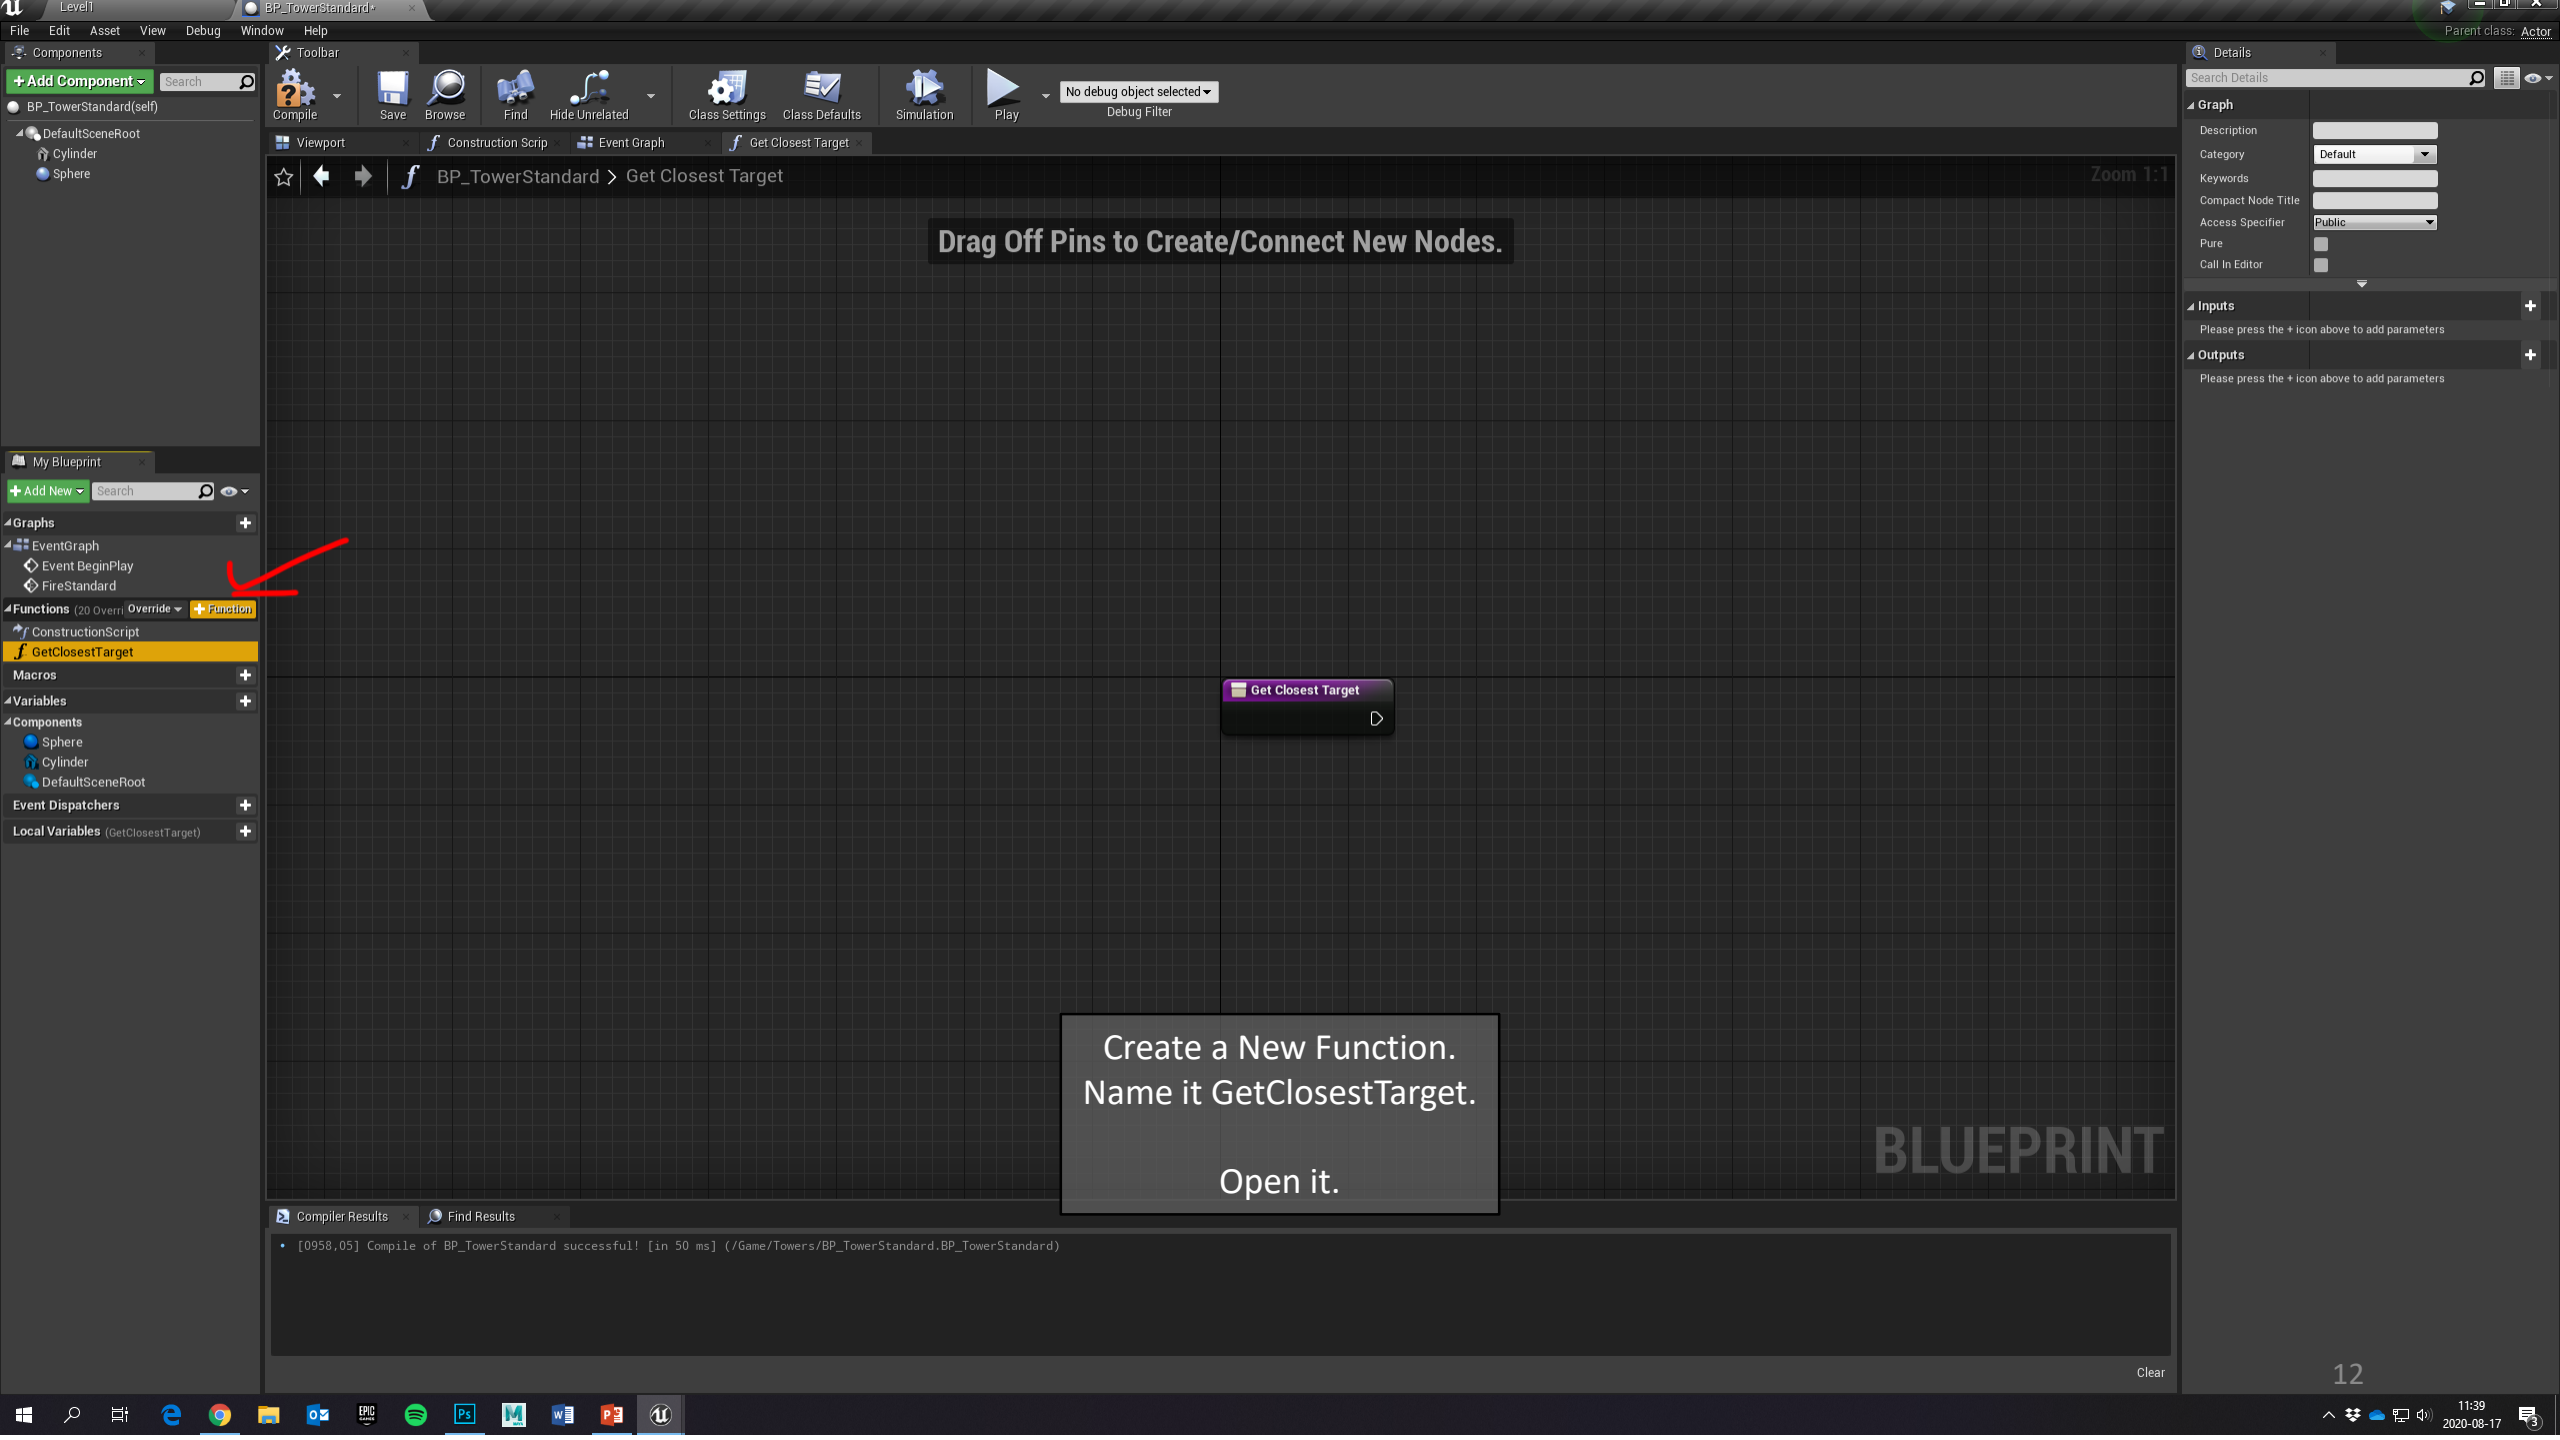 Level1
BP_TowerStandard*
File Edit Asset View Debug Window Help
Parent class: Actor
Components
+Add Component
Search
BP_TowerStandard(self)
DefaultSceneRoot
Cylinder
Sphere
Toolbar
Compile
Save
Browse
Find
Hide Unrelated
Class Settings
Class Defaults
Simulation
Play
No debug object selected
Debug Filter
Viewport
Construction Scrip
Event Graph
Get Closest Target
BP_TowerStandard > Get Closest Target
Zoom 1:1
Drag Off Pins to Create/Connect New Nodes.
My Blueprint
+Add New
Search
Graphs
EventGraph
Event BeginPlay
FireStandard
Functions (20 Overri Override + Function
ConstructionScript
GetClosestTarget
Macros
Variables
Components
Sphere
Cylinder
DefaultSceneRoot
Event Dispatchers
Local Variables (GetClosestTarget)
Get Closest Target
Create a New Function.
Name it GetClosestTarget.
Open it.
BLUEPRINT
Compiler Results
Find Results
[0958,05] Compile of BP_TowerStandard successful! [in 50 ms] (/Game/Towers/BP_TowerStandard.BP_TowerStandard)
Clear
Details
Search Details
Graph
Description
Category Default
Keywords
Compact Node Title
Access Specifier Public
Pure
Call In Editor
Inputs
Please press the + icon above to add parameters
Outputs
Please press the + icon above to add parameters
12
EPIC GAMES
Ps
M
11:39
2020-08-17
3